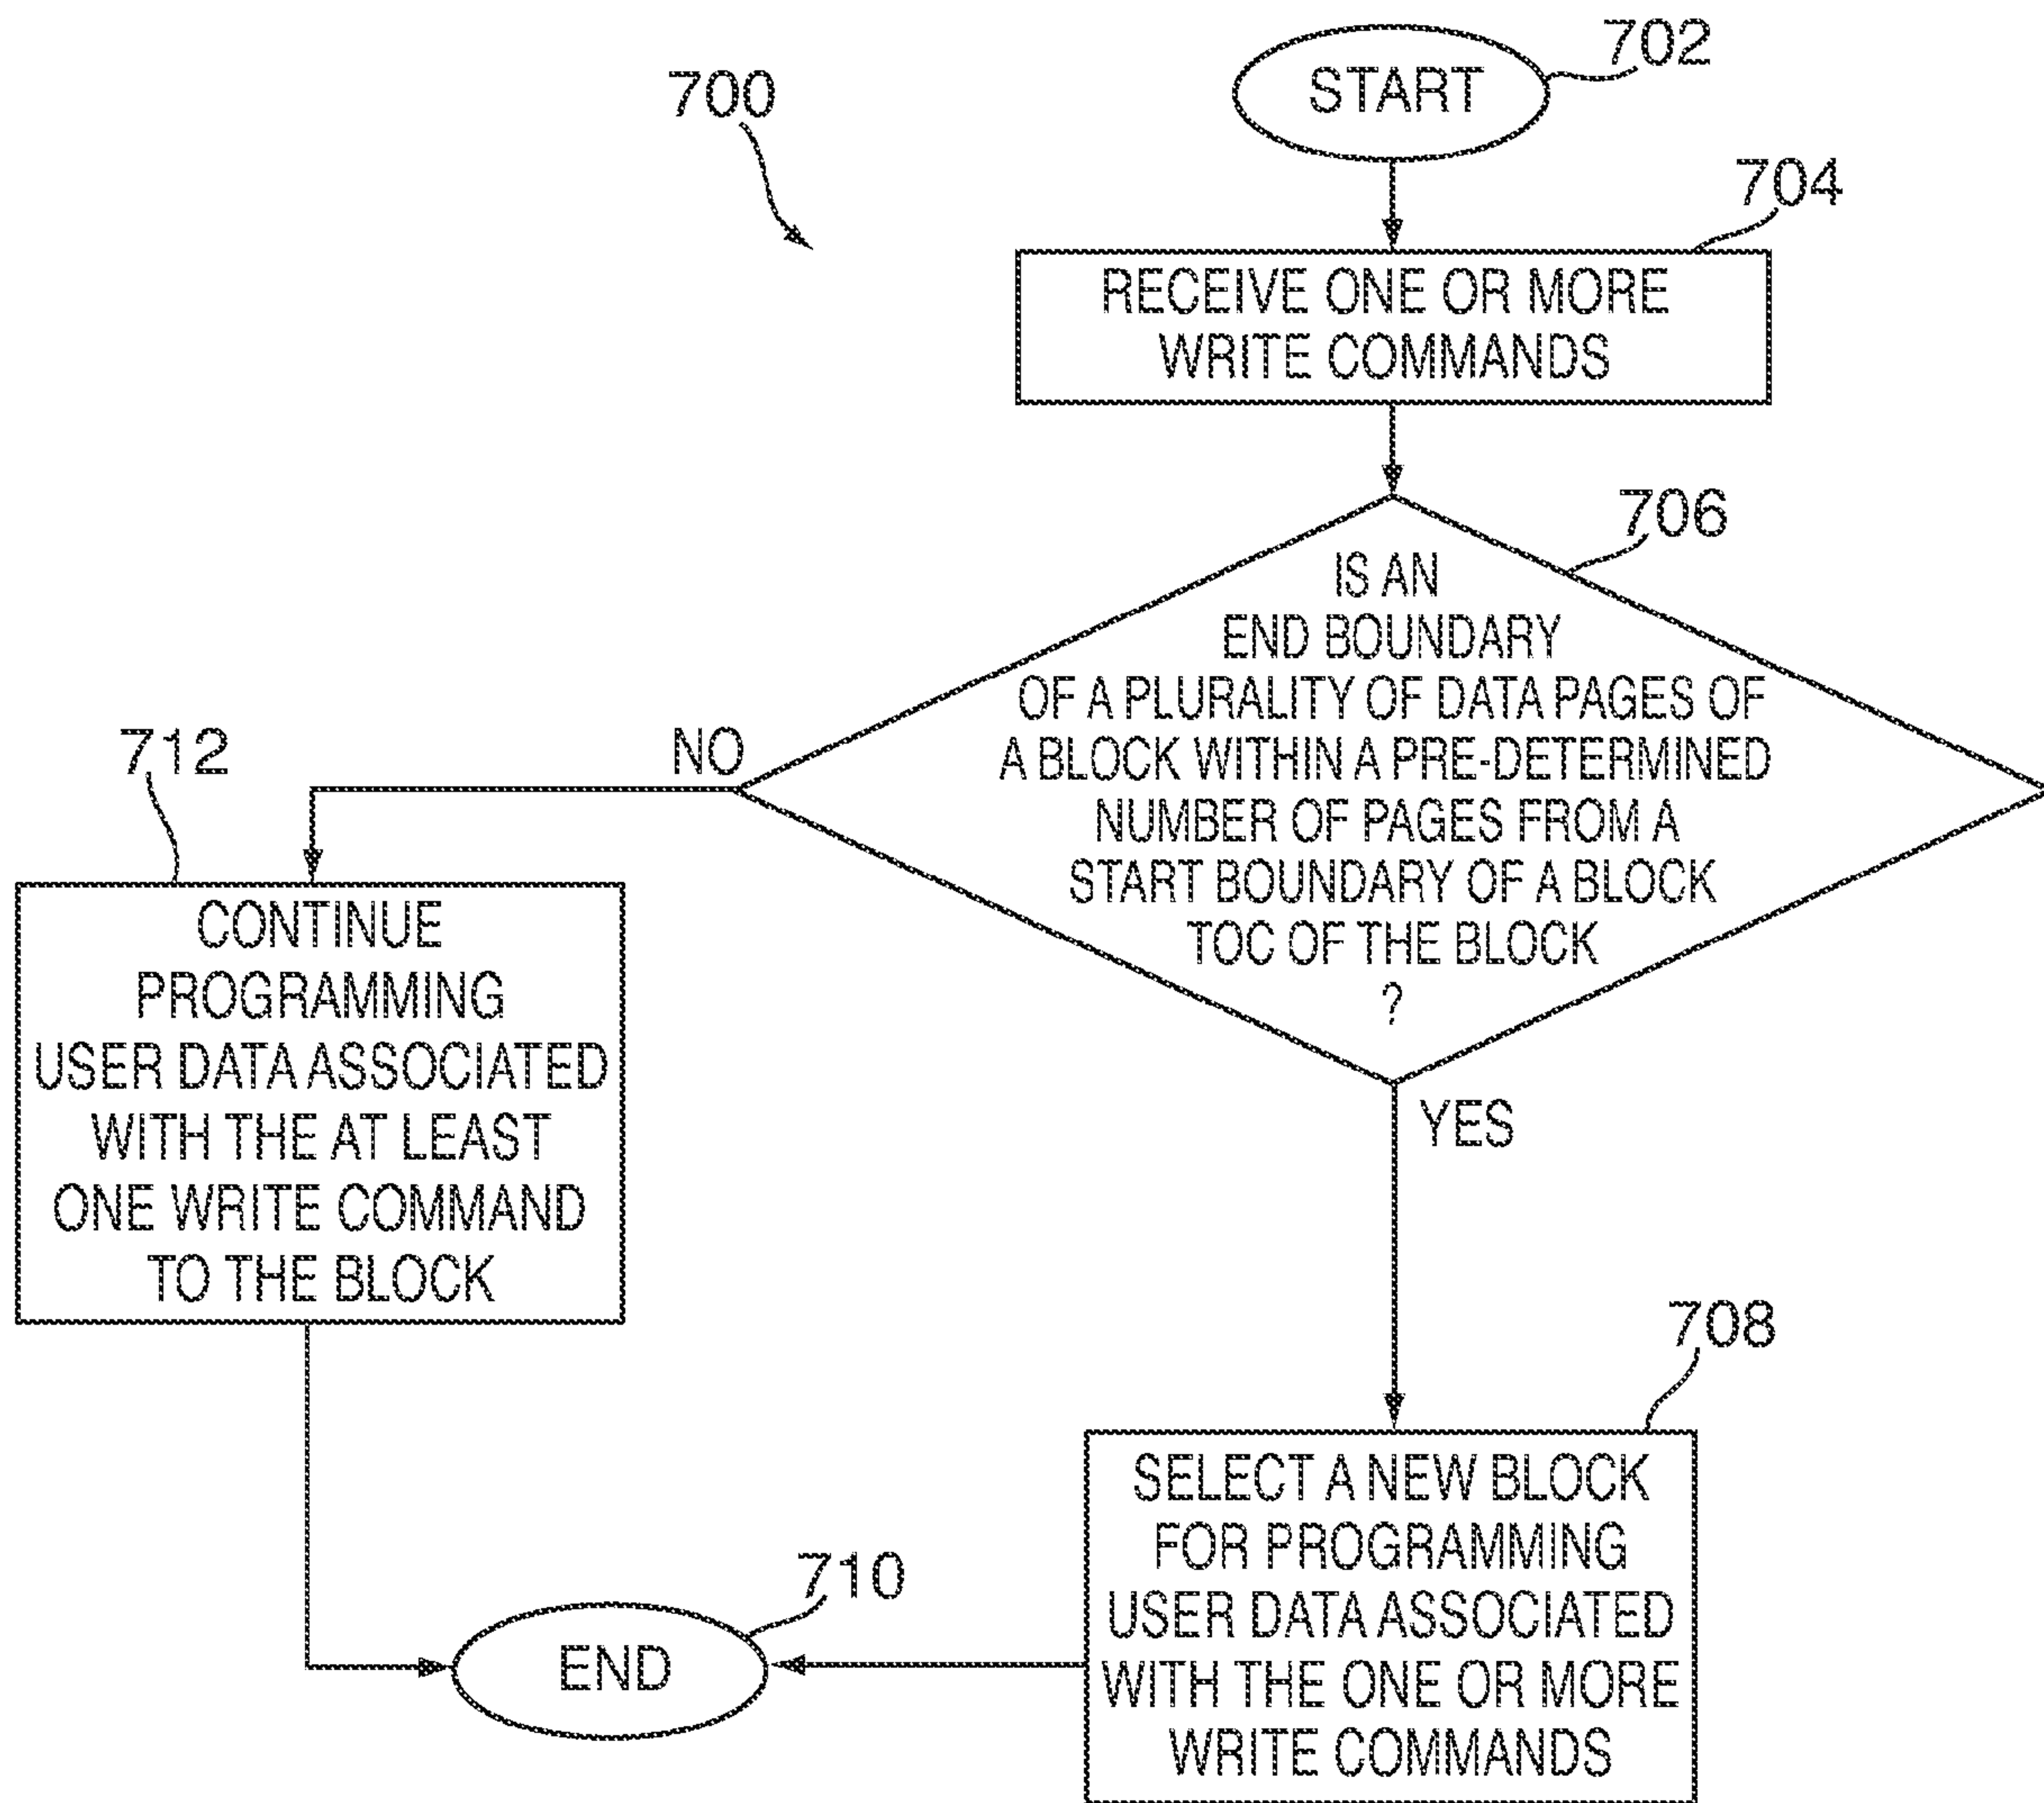 702
START
700
704
RECEIVE ONE OR MORE
WRITE COMMANDS
706
IS AN
END BOUNDARY
OF A PLURALITY OF DATA PAGES OF
A BLOCK WITHIN A PRE-DETERMINED
NUMBER OF PAGES FROM A
START BOUNDARY OF A BLOCK
TOC OF THE BLOCK
?
NO
712
CONTINUE
PROGRAMMING
USER DATA ASSOCIATED
WITH THE AT LEAST
ONE WRITE COMMAND
TO THE BLOCK
YES
708
SELECT A NEW BLOCK
FOR PROGRAMMING
USER DATA ASSOCIATED
WITH THE ONE OR MORE
WRITE COMMANDS
710
END